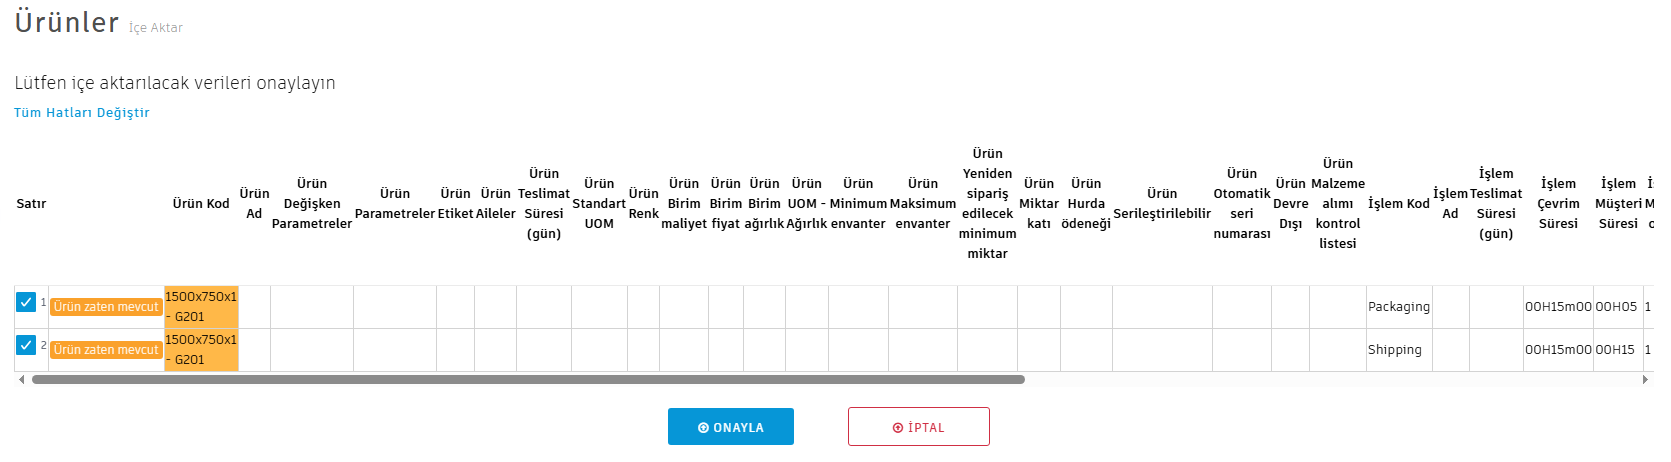 Ürünler İçe Aktar
Lütfen içe aktarılacak verileri onaylayın
Tüm Hatları Değiştir
Satır
Ürün Kod
Ürün
Ad
Ürün
Değişken
Parametreler
Ürün
Parametreler
Ürün
Etiket
Ürün
Aileler
Ürün
Teslimat
Süresi
(gün)
Ürün
Standart
UOM
Ürün
Renk
Ürün
Birim
maliyet
Ürün
Birim
fiyat
Ürün
Birim
ağırlık
Ürün
UOM -
Ağırlık
Ürün
Minimum
envanter
Ürün
Maksimum
envanter
Ürün
Yeniden
sipariş
edilecek
minimum
miktar
Ürün
Miktar
katı
Ürün
Hurda
ödeneği
Ürün
Serileştirilebilir
Ürün
Otomatik
seri
numarası
Ürün
Devre
Dışı
Ürün
Malzeme
alımı
kontrol
listesi
İşlem Kod
İşlem
Ad
İşlem
Teslimat
Süresi
(gün)
İşlem
Çevrim
Süresi
İşlem
Müşteri
Süresi
1 Ürün zaten mevcut 1500x750x1
- G201 Packaging 00H15m00 00H05 1
2 Ürün zaten mevcut 1500x750x1
- G201 Shipping 00H15m00 00H15 1
ONAYLA
İPTAL